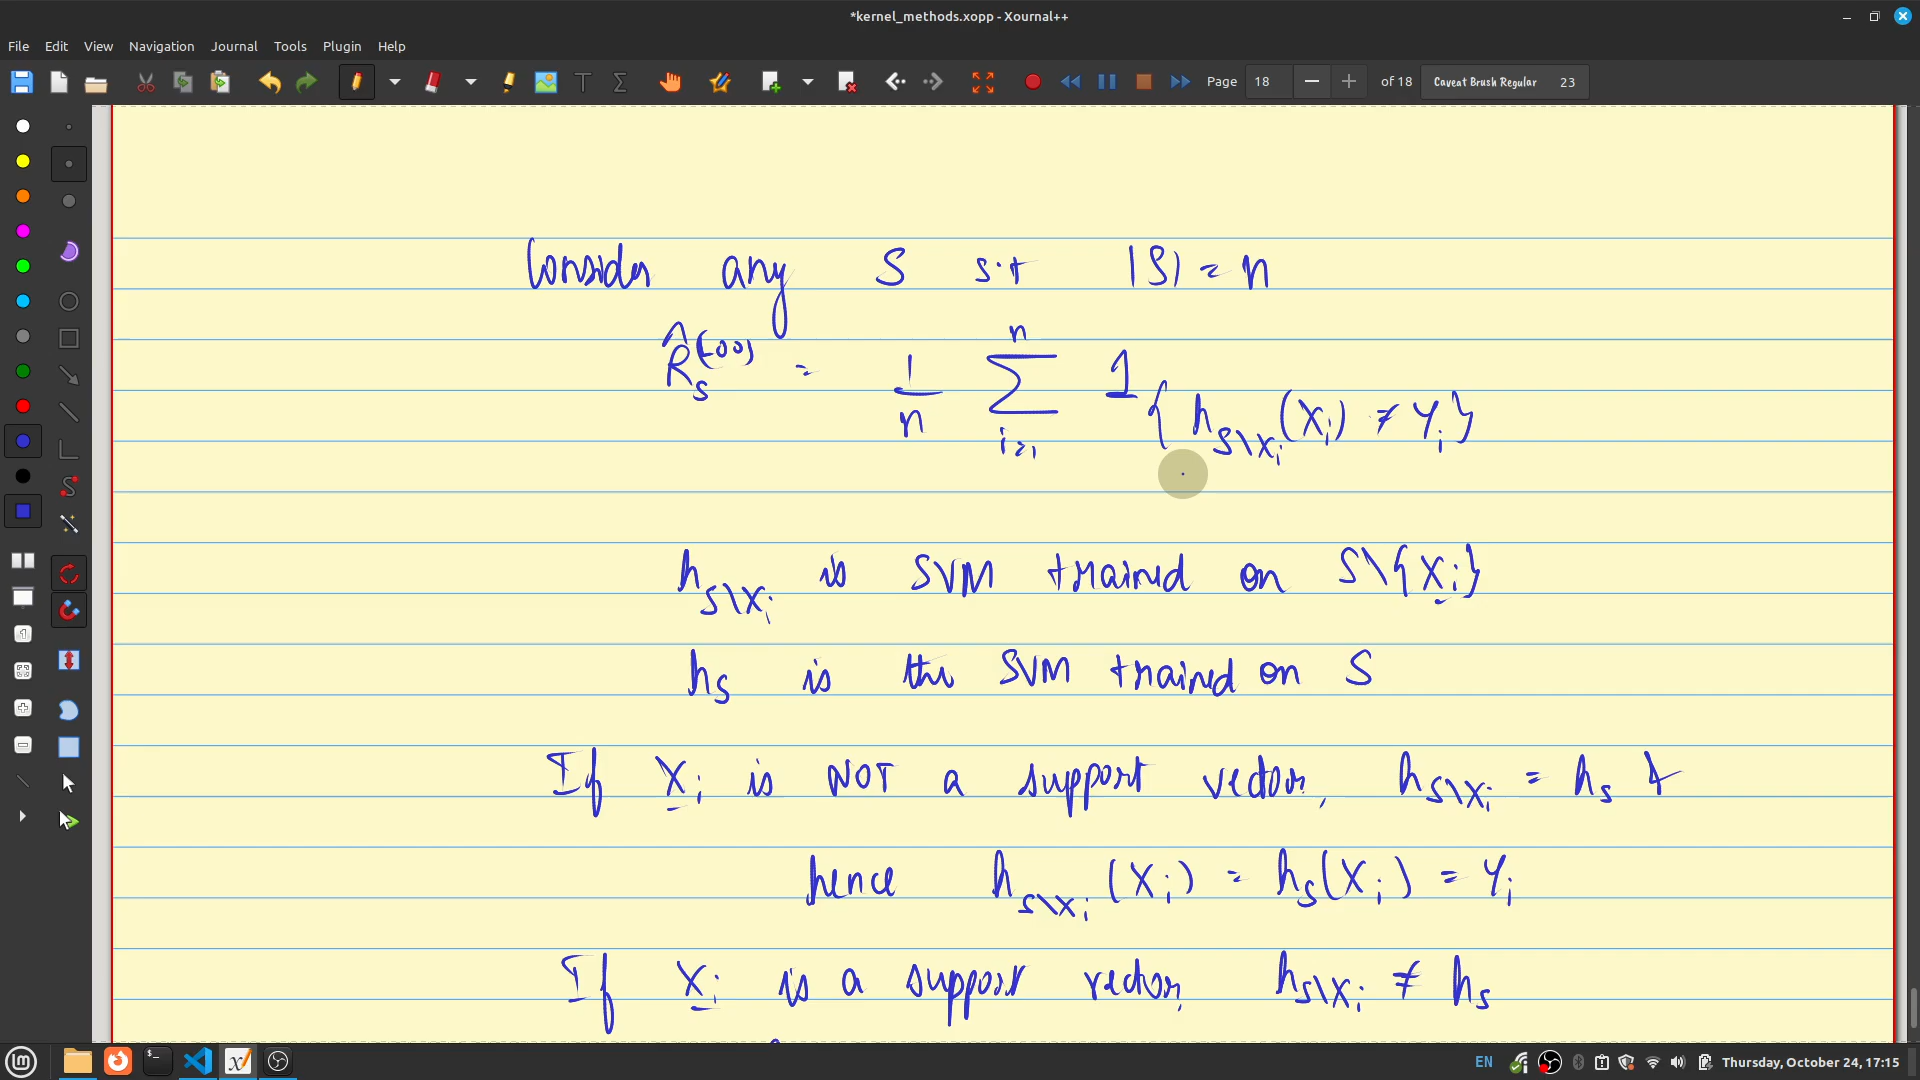 *kernel_methods.xopp - Xournal++
File Edit View Navigation Journal Tools Plugin Help
Page 18 of 18 Caveat Brush Regular 23
Consider any S s.t |S| = n
R̂_S^(LOO) = 1/n Σ_{i=1}^{n} 1{h_{S\X_i}(X_i) ≠ Y_i}
h_{S\X_i} is SVM trained on S\{X_i}
h_S is the SVM trained on S
If X_i is NOT a support vector, h_{S\X_i} = h_S &
hence h_{S\X_i}(X_i) = h_S(X_i) = Y_i
If X_i is a support vector, h_{S\X_i} ≠ h_S
EN Thursday, October 24, 17:15